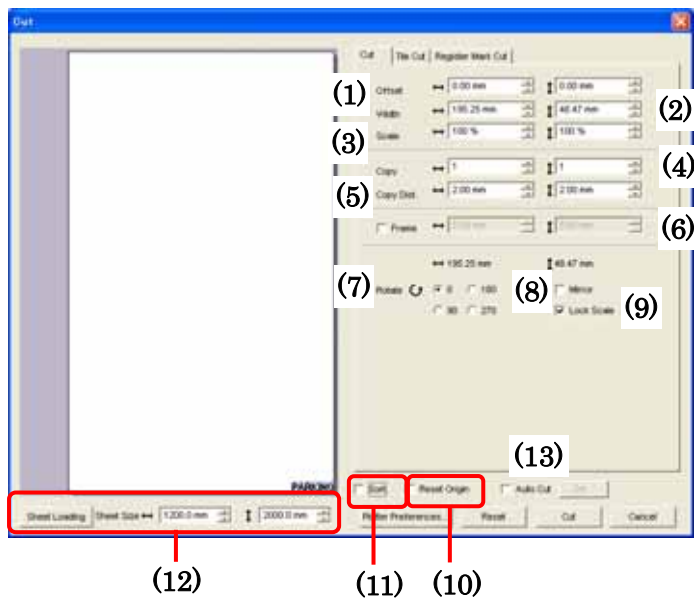 Cut
Cut Tile Cut Register Mark Cut
(1) Offset 0.00 mm 0.00 mm
Width 195.25 mm 48.47 mm (2)
(3) Scale 100 % 100 %
Copy 1 1 (4)
(5) Copy Dist. 2.00 mm 2.00 mm
Frame (6)
195.25 mm 48.47 mm
(7) Rotate 0 180 (8) Mirror
90 270 Lock Scale (9)
(13)
PARKING
Sort Reset Origin Auto Cut
Sheet Loading Sheet Size 1200.0 mm 2000.0 mm Plotter Preferences... Reset Cut Cancel
(12) (11) (10)